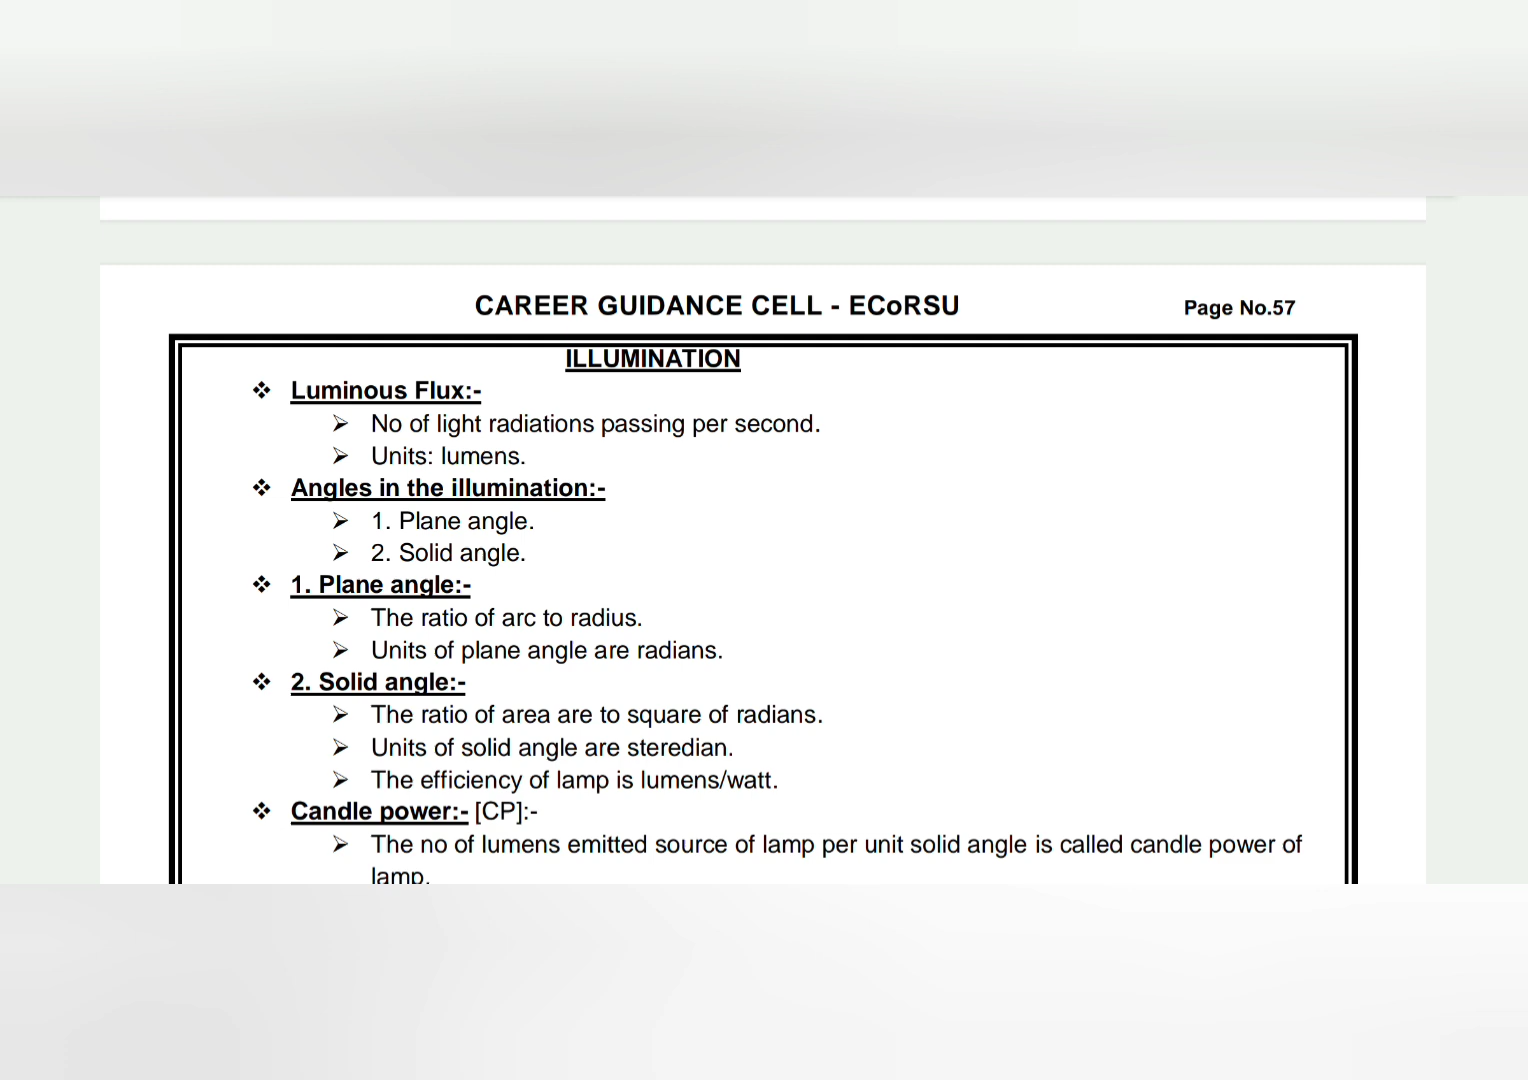 CAREER GUIDANCE CELL - ECoRSU Page No.57
ILLUMINATION
❖ Luminous Flux:-
➢ No of light radiations passing per second.
➢ Units: lumens.
❖ Angles in the illumination:-
➢ 1. Plane angle.
➢ 2. Solid angle.
❖ 1. Plane angle:-
➢ The ratio of arc to radius.
➢ Units of plane angle are radians.
❖ 2. Solid angle:-
➢ The ratio of area are to square of radians.
➢ Units of solid angle are steredian.
➢ The efficiency of lamp is lumens/watt.
❖ Candle power:- [CP]:-
➢ The no of lumens emitted source of lamp per unit solid angle is called candle power of
lamp.